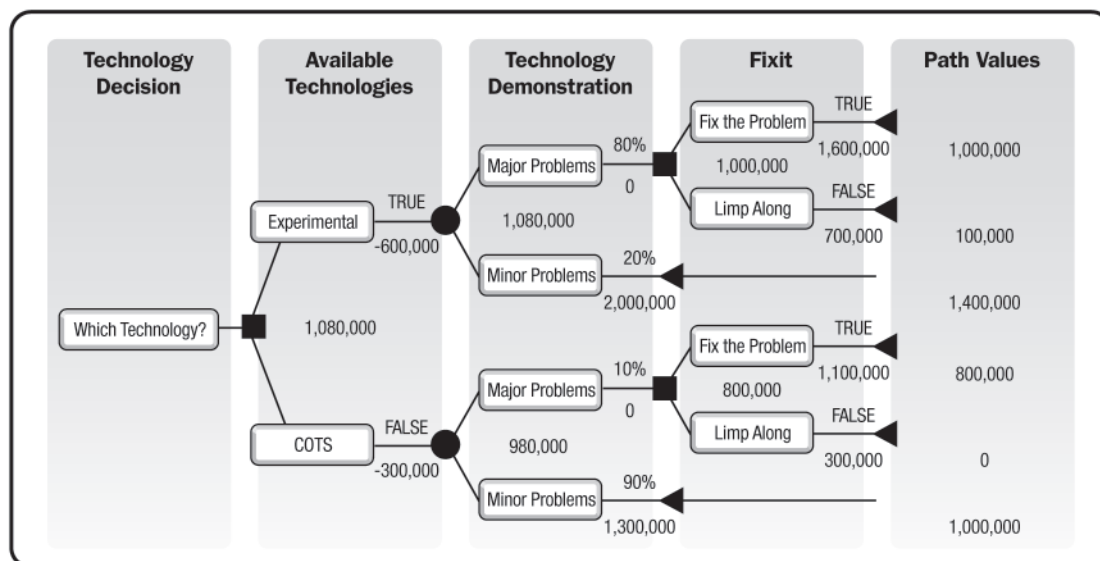 Technology
Decision
Available
Technologies
Technology
Demonstration
Fixit
Path Values
Which Technology?
1,080,000
Experimental
TRUE
-600,000
1,080,000
Major Problems
80%
0
Fix the Problem
TRUE
1,600,000
1,000,000
1,000,000
Limp Along
FALSE
700,000
100,000
Minor Problems
20%
2,000,000
1,400,000
COTS
FALSE
-300,000
980,000
Major Problems
10%
0
Fix the Problem
TRUE
1,100,000
800,000
800,000
Limp Along
FALSE
300,000
0
Minor Problems
90%
1,300,000
1,000,000